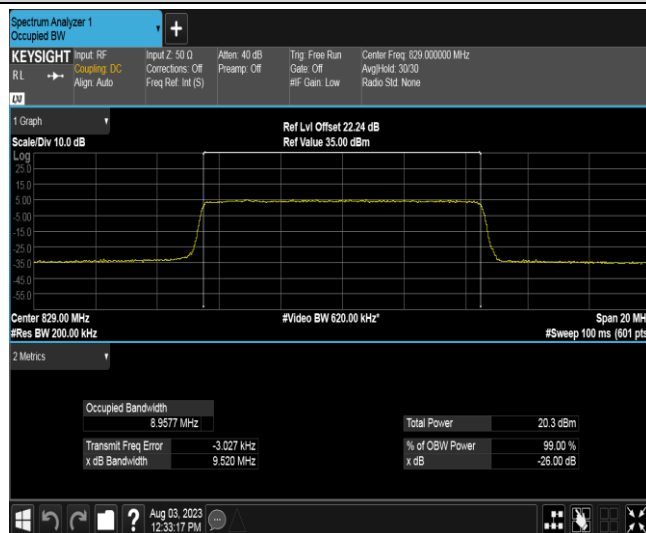 Spectrum Analyzer 1
Occupied BW
+
KEYSIGHT
RL
LXI
Input: RF
Coupling: DC
Align: Auto
Input Z: 50 Ω
Corrections: Off
Freq Ref: Int (S)
Atten: 40 dB
Preamp: Off
Trig: Free Run
Gate: Off
#IF Gain: Low
Center Freq: 829.000000 MHz
Avg|Hold: 30/30
Radio Std: None
1 Graph
Scale/Div 10.0 dB
Ref Lvl Offset 22.24 dB
Ref Value 35.00 dBm
Log
25.0
15.0
5.00
-5.00
-15.0
-25.0
-35.0
-45.0
-55.0
Center 829.00 MHz
#Res BW 200.00 kHz
#Video BW 620.00 kHz*
Span 20 MH
#Sweep 100 ms (601 pts
2 Metrics
Occupied Bandwidth
8.9577 MHz
Transmit Freq Error -3.027 kHz
x dB Bandwidth 9.520 MHz
Total Power 20.3 dBm
% of OBW Power 99.00 %
x dB -26.00 dB
?
Aug 03, 2023
12:33:17 PM